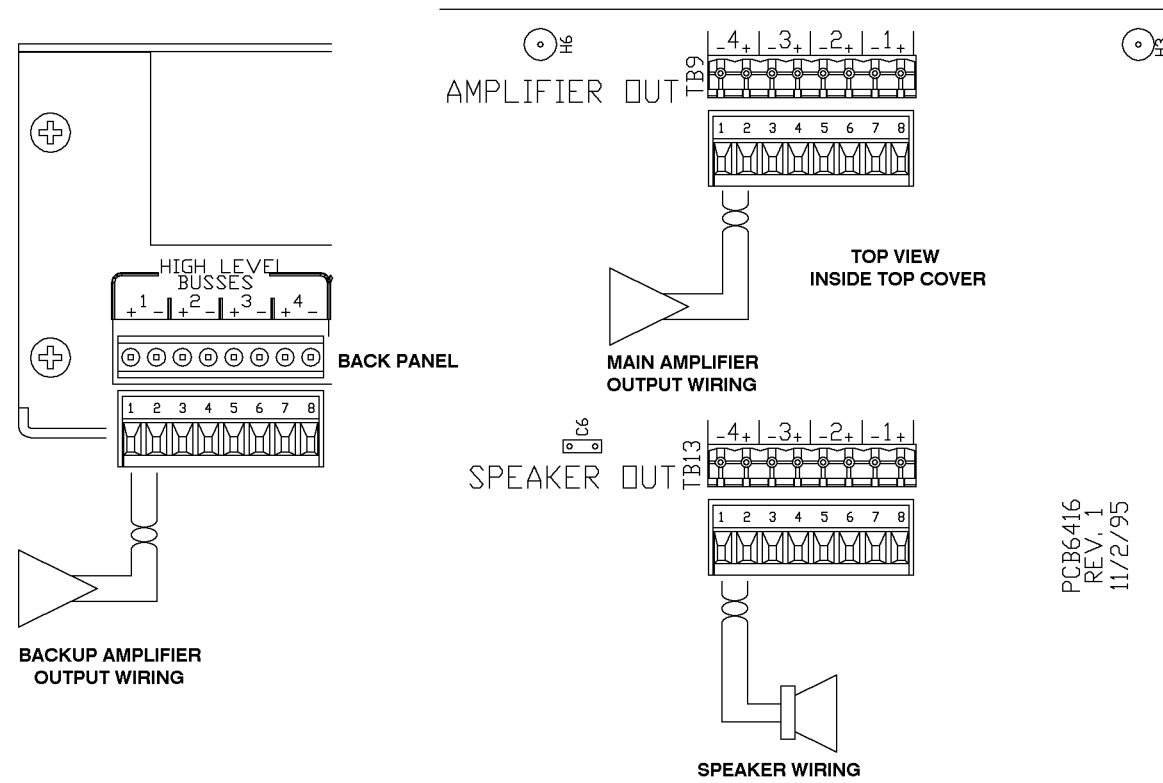 HIGH LEVEL
BUSSES
1 2 3 4
+ - + - + - + -
BACK PANEL
1 2 3 4 5 6 7 8
BACKUP AMPLIFIER
OUTPUT WIRING
H6
-4+ -3+ -2+ -1+
H3
AMPLIFIER OUT
TB9
1 2 3 4 5 6 7 8
TOP VIEW
INSIDE TOP COVER
MAIN AMPLIFIER
OUTPUT WIRING
C6
-4+ -3+ -2+ -1+
SPEAKER OUT
TB13
1 2 3 4 5 6 7 8
PCB6416
REV. 1
11/2/95
SPEAKER WIRING